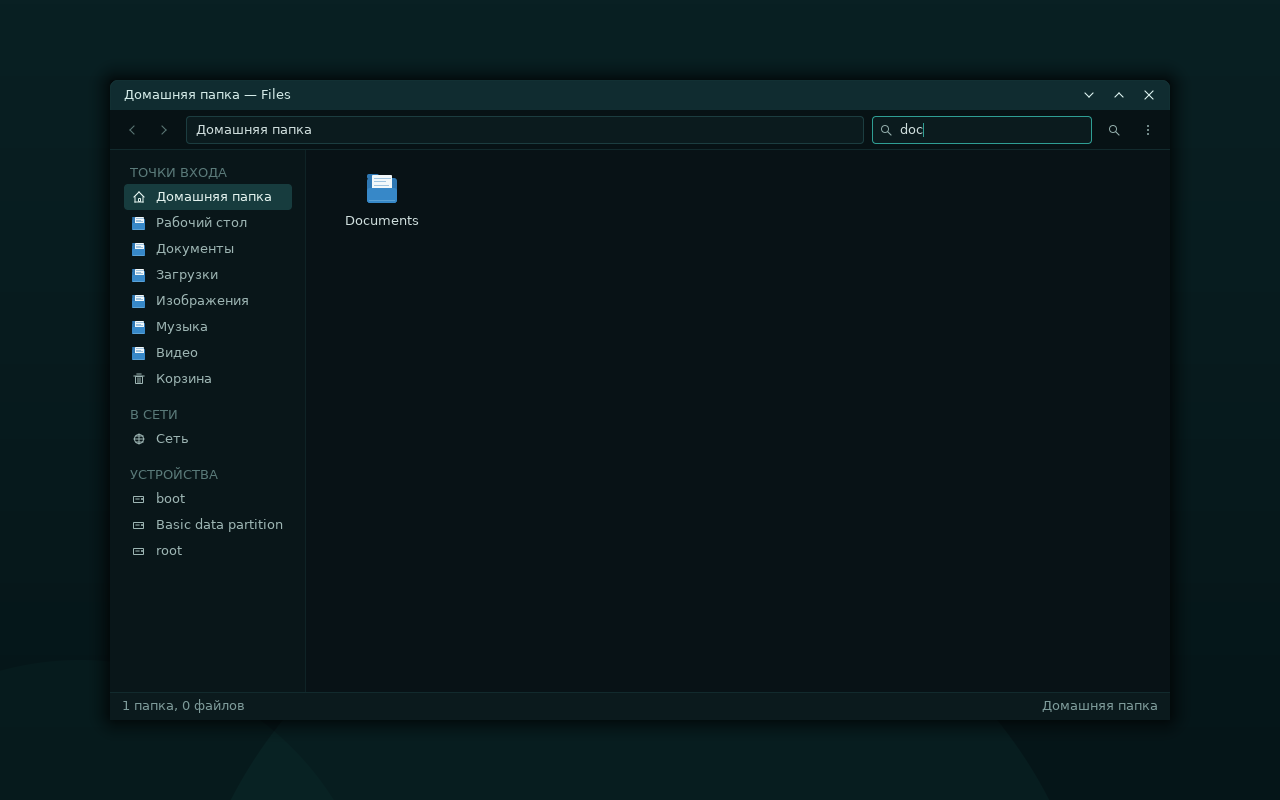 Домашняя папка — Files
Домашняя папка
doc
ТОЧКИ ВХОДА
Домашняя папка
Рабочий стол
Документы
Загрузки
Изображения
Музыка
Видео
Корзина
В СЕТИ
Сеть
УСТРОЙСТВА
boot
Basic data partition
root
Documents
1 папка, 0 файлов
Домашняя папка